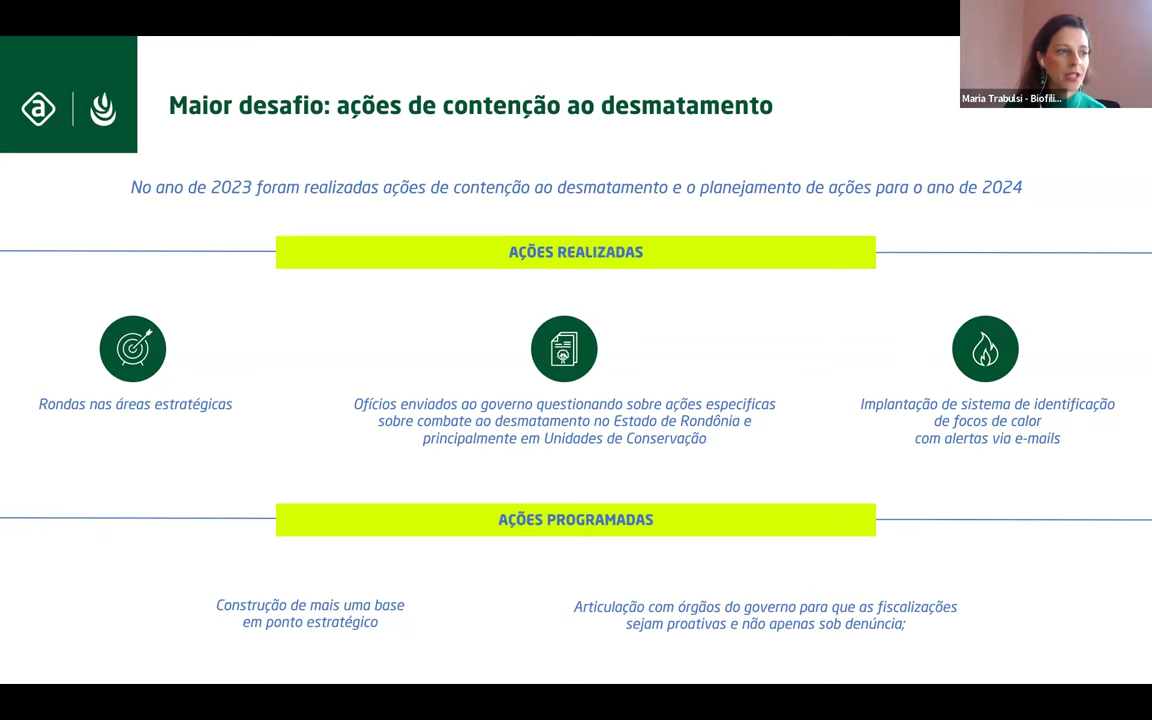 Maior desafio: ações de contenção ao desmatamento
Maria Trabulsi - Biofili...
No ano de 2023 foram realizadas ações de contenção ao desmatamento e o planejamento de ações para o ano de 2024
AÇÕES REALIZADAS
Rondas nas áreas estratégicas
Ofícios enviados ao governo questionando sobre ações especificas
sobre combate ao desmatamento no Estado de Rondônia e
principalmente em Unidades de Conservação
Implantação de sistema de identificação
de focos de calor
com alertas via e-mails
AÇÕES PROGRAMADAS
Construção de mais uma base
em ponto estratégico
Articulação com órgãos do governo para que as fiscalizações
sejam proativas e não apenas sob denúncia;